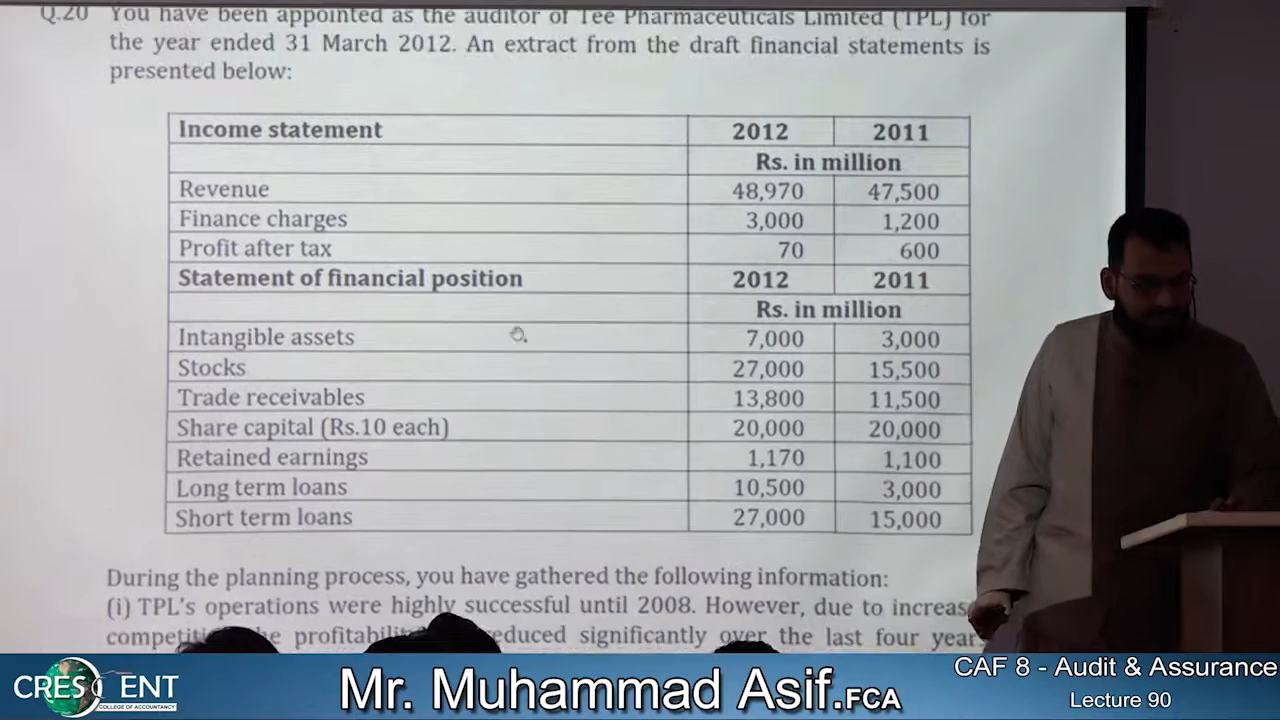 Q.20 You have been appointed as the auditor of Tee Pharmaceuticals Limited (TPL) for
the year ended 31 March 2012. An extract from the draft financial statements is
presented below:
Income statement 2012 2011
Rs. in million
Revenue 48,970 47,500
Finance charges 3,000 1,200
Profit after tax 70 600
Statement of financial position 2012 2011
Rs. in million
Intangible assets 7,000 3,000
Stocks 27,000 15,500
Trade receivables 13,800 11,500
Share capital (Rs.10 each) 20,000 20,000
Retained earnings 1,170 1,100
Long term loans 10,500 3,000
Short term loans 27,000 15,000
During the planning process, you have gathered the following information:
(i) TPL's operations were highly successful until 2008. However, due to increas
profitabilit reduced significantly over the last four year
CRESCENT
COLLEGE OF ACCOUNTANCY
Mr. Muhammad Asif.FCA
CAF 8 - Audit & Assurance
Lecture 90